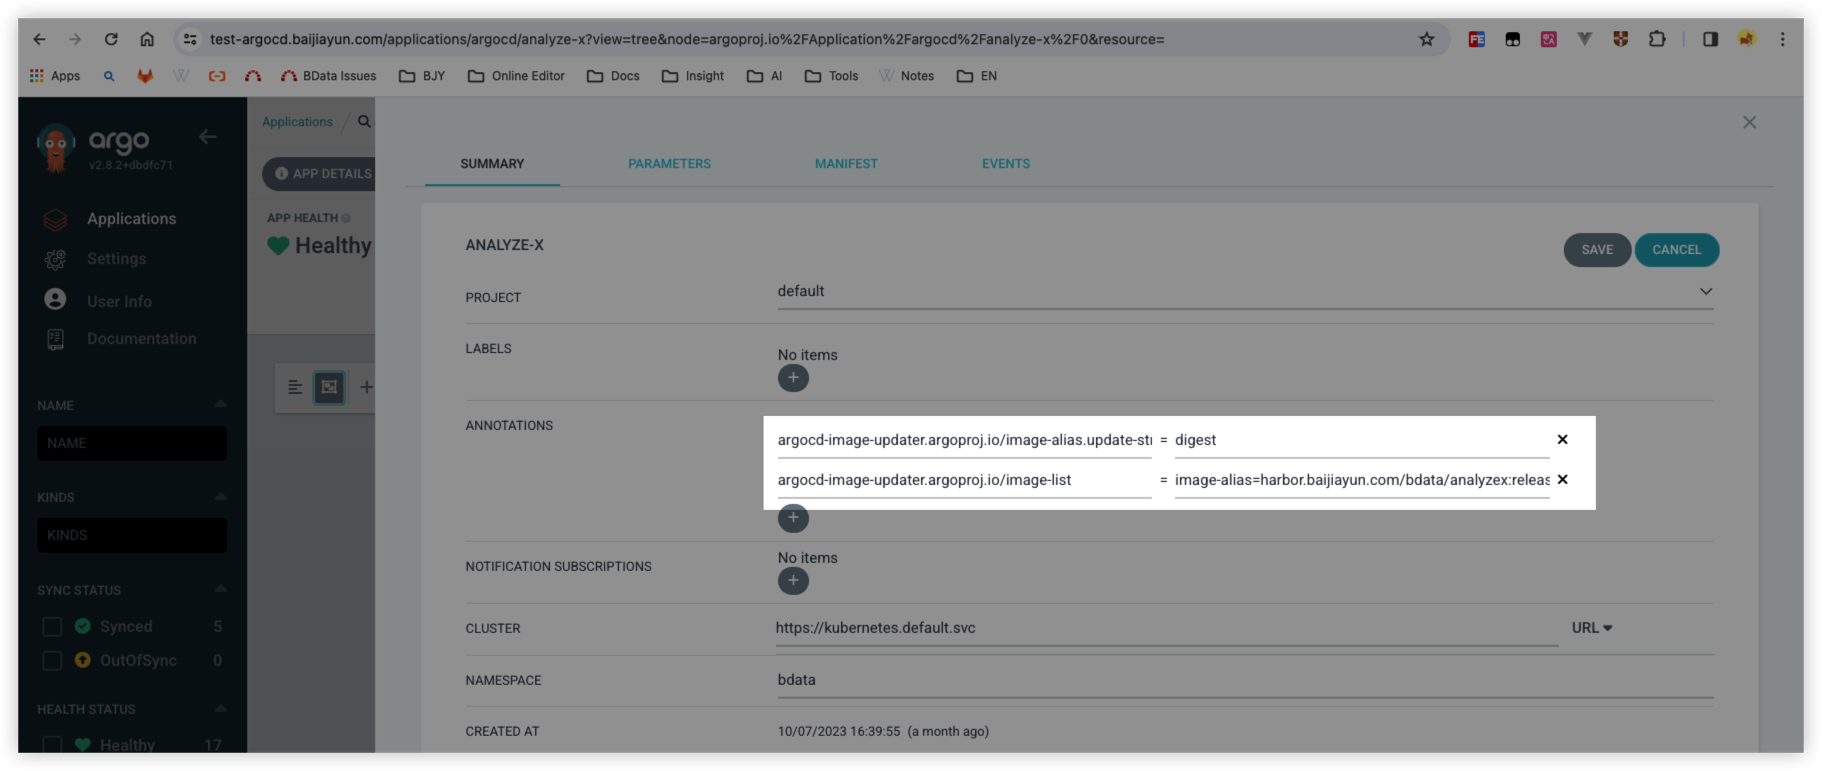 test-argocd.baijiayun.com/applications/argocd/analyze-x?view=tree&node=argoproj.io%2FApplication%2Fargocd%2Fanalyze-x%2F0&resource=
Apps BData Issues BJY Online Editor Docs Insight AI Tools Notes EN
argo
v2.8.2+dbdfc71
Applications
Settings
User Info
Documentation
NAME
NAME
KINDS
KINDS
SYNC STATUS
Synced 5
OutOfSync 0
HEALTH STATUS
Healthy 17
Applications /
APP DETAILS
APP HEALTH
Healthy
SUMMARY PARAMETERS MANIFEST EVENTS
ANALYZE-X
SAVE CANCEL
PROJECT default
LABELS No items
ANNOTATIONS
argocd-image-updater.argoproj.io/image-alias.update-str = digest
argocd-image-updater.argoproj.io/image-list = image-alias=harbor.baijiayun.com/bdata/analyzex:releas
NOTIFICATION SUBSCRIPTIONS No items
CLUSTER https://kubernetes.default.svc URL
NAMESPACE bdata
CREATED AT 10/07/2023 16:39:55 (a month ago)